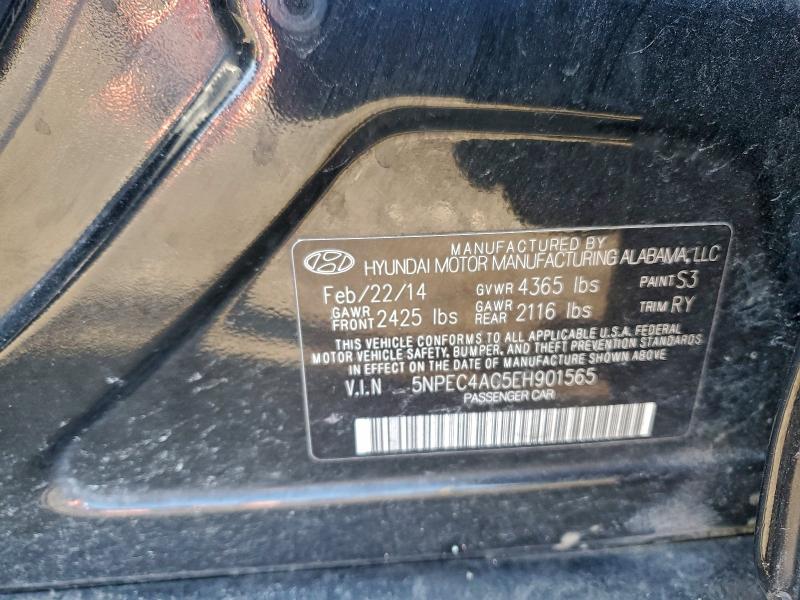 MANUFACTURED BY
HYUNDAI MOTOR MANUFACTURING ALABAMA, LLC
Feb/22/14 GVWR 4365 lbs PAINT S3
GAWR FRONT 2425 lbs GAWR REAR 2116 lbs TRIM RY
THIS VEHICLE CONFORMS TO ALL APPLICABLE U.S.A. FEDERAL
MOTOR VEHICLE SAFETY, BUMPER, AND THEFT PREVENTION STANDARDS
IN EFFECT ON THE DATE OF MANUFACTURE SHOWN ABOVE
V.I.N 5NPEC4AC5EH901565
PASSENGER CAR